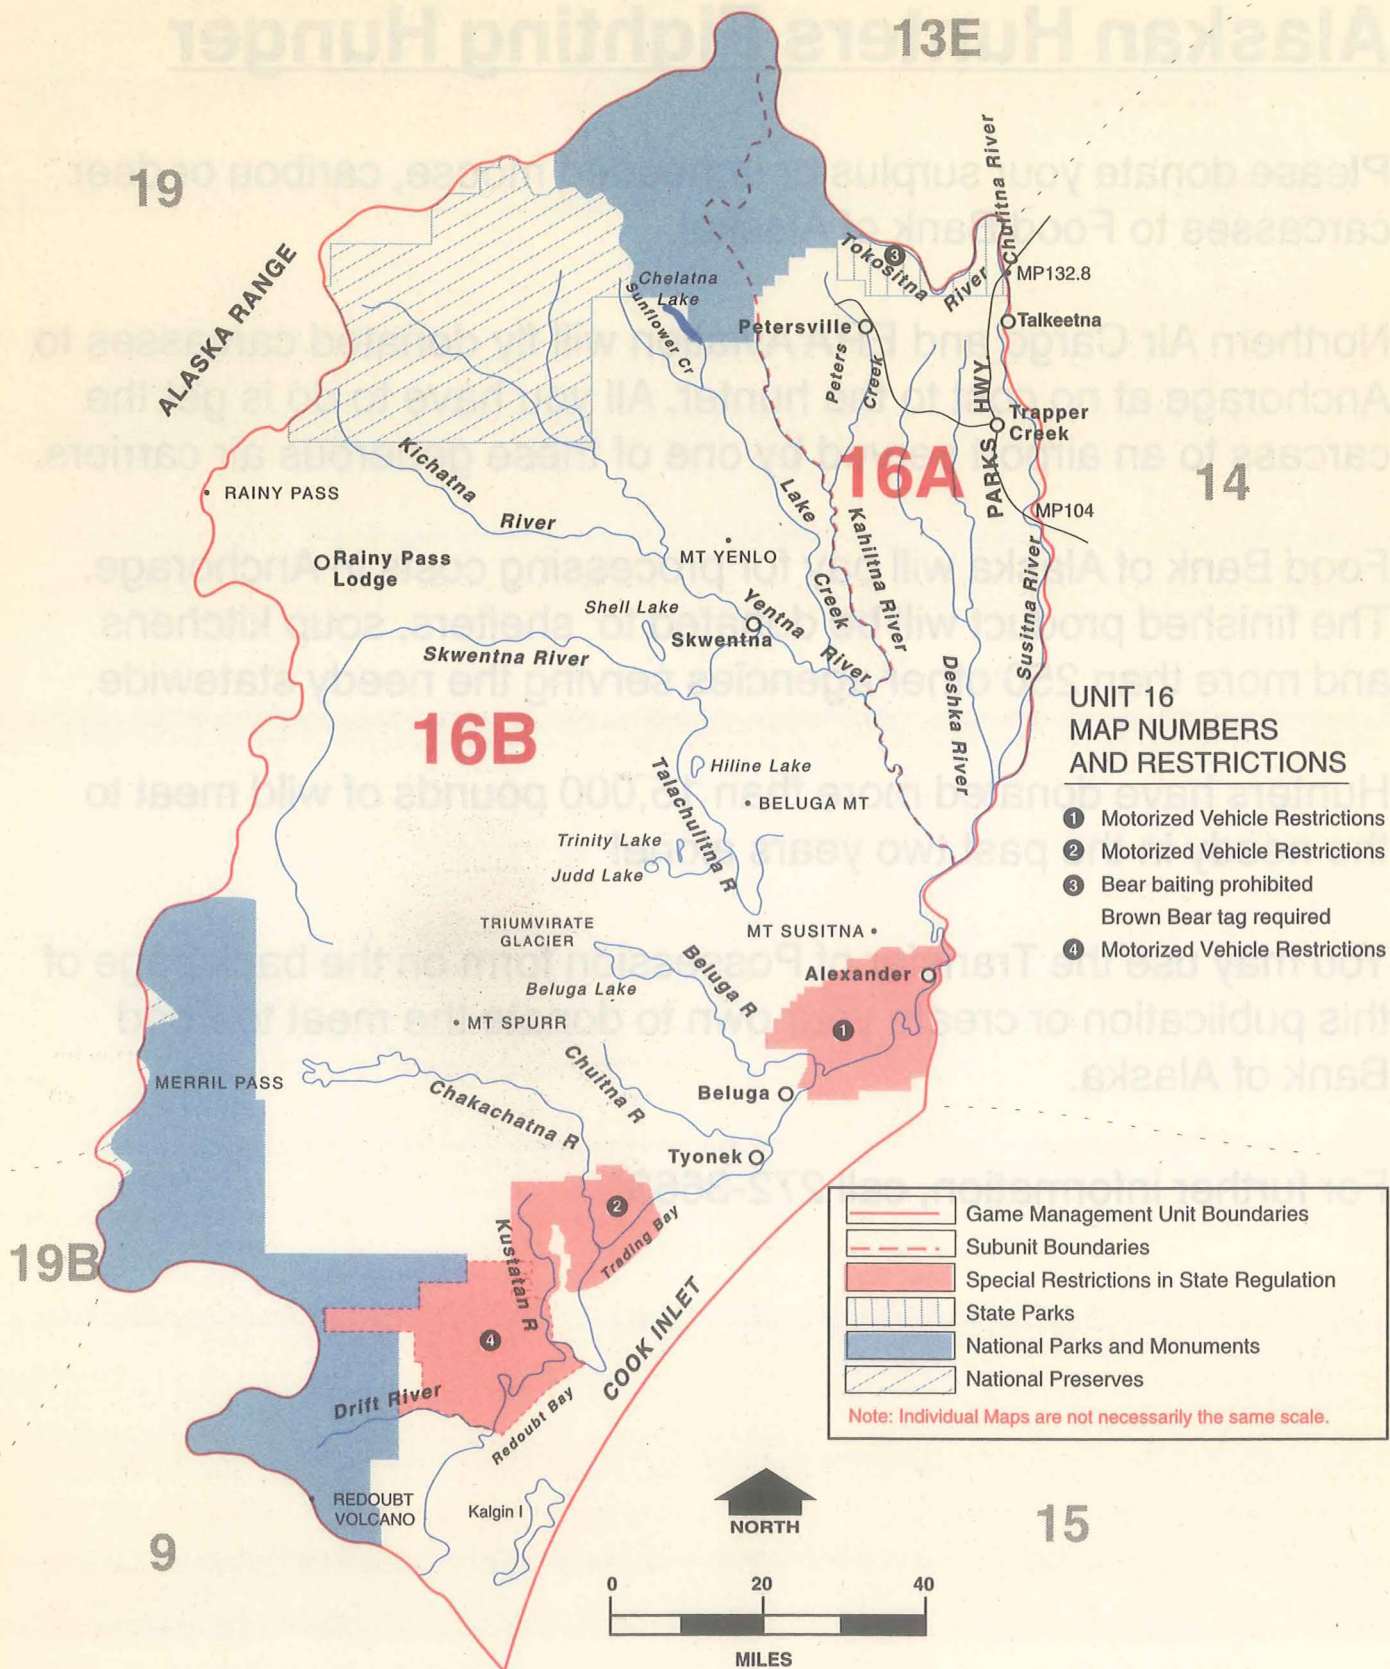 13E
19
ALASKA RANGE
Chulitna River
Tokositna
River
3
MP132.8
Chelatna
Lake
Sunflower Cr
Petersville
Talkeetna
Peters
Creek
PARKS HWY.
Trapper
Creek
16A
14
Kichatna
River
RAINY PASS
MP104
Lake
Creek
Kahiltna River
Rainy Pass
Lodge
MT YENLO
Shell Lake
Yentna
River
Skwentna
Skwentna River
Susitna River
Deshka River
16B
Talachulitna R
Hiline Lake
BELUGA MT
Trinity Lake
Judd Lake
UNIT 16
MAP NUMBERS
AND RESTRICTIONS
1 Motorized Vehicle Restrictions
2 Motorized Vehicle Restrictions
3 Bear baiting prohibited
Brown Bear tag required
4 Motorized Vehicle Restrictions
TRIUMVIRATE
GLACIER
MT SUSITNA
Beluga R
Alexander
Beluga Lake
1
MT SPURR
MERRIL PASS
Chuitna R
Chakachatna R
Beluga
Tyonek
2
Kustatan R
Trading Bay
19B
COOK INLET
4
Drift River
Redoubt Bay
REDOUBT
VOLCANO
Kalgin I
9
15
Game Management Unit Boundaries
Subunit Boundaries
Special Restrictions in State Regulation
State Parks
National Parks and Monuments
National Preserves
Note: Individual Maps are not necessarily the same scale.
NORTH
0 20 40
MILES